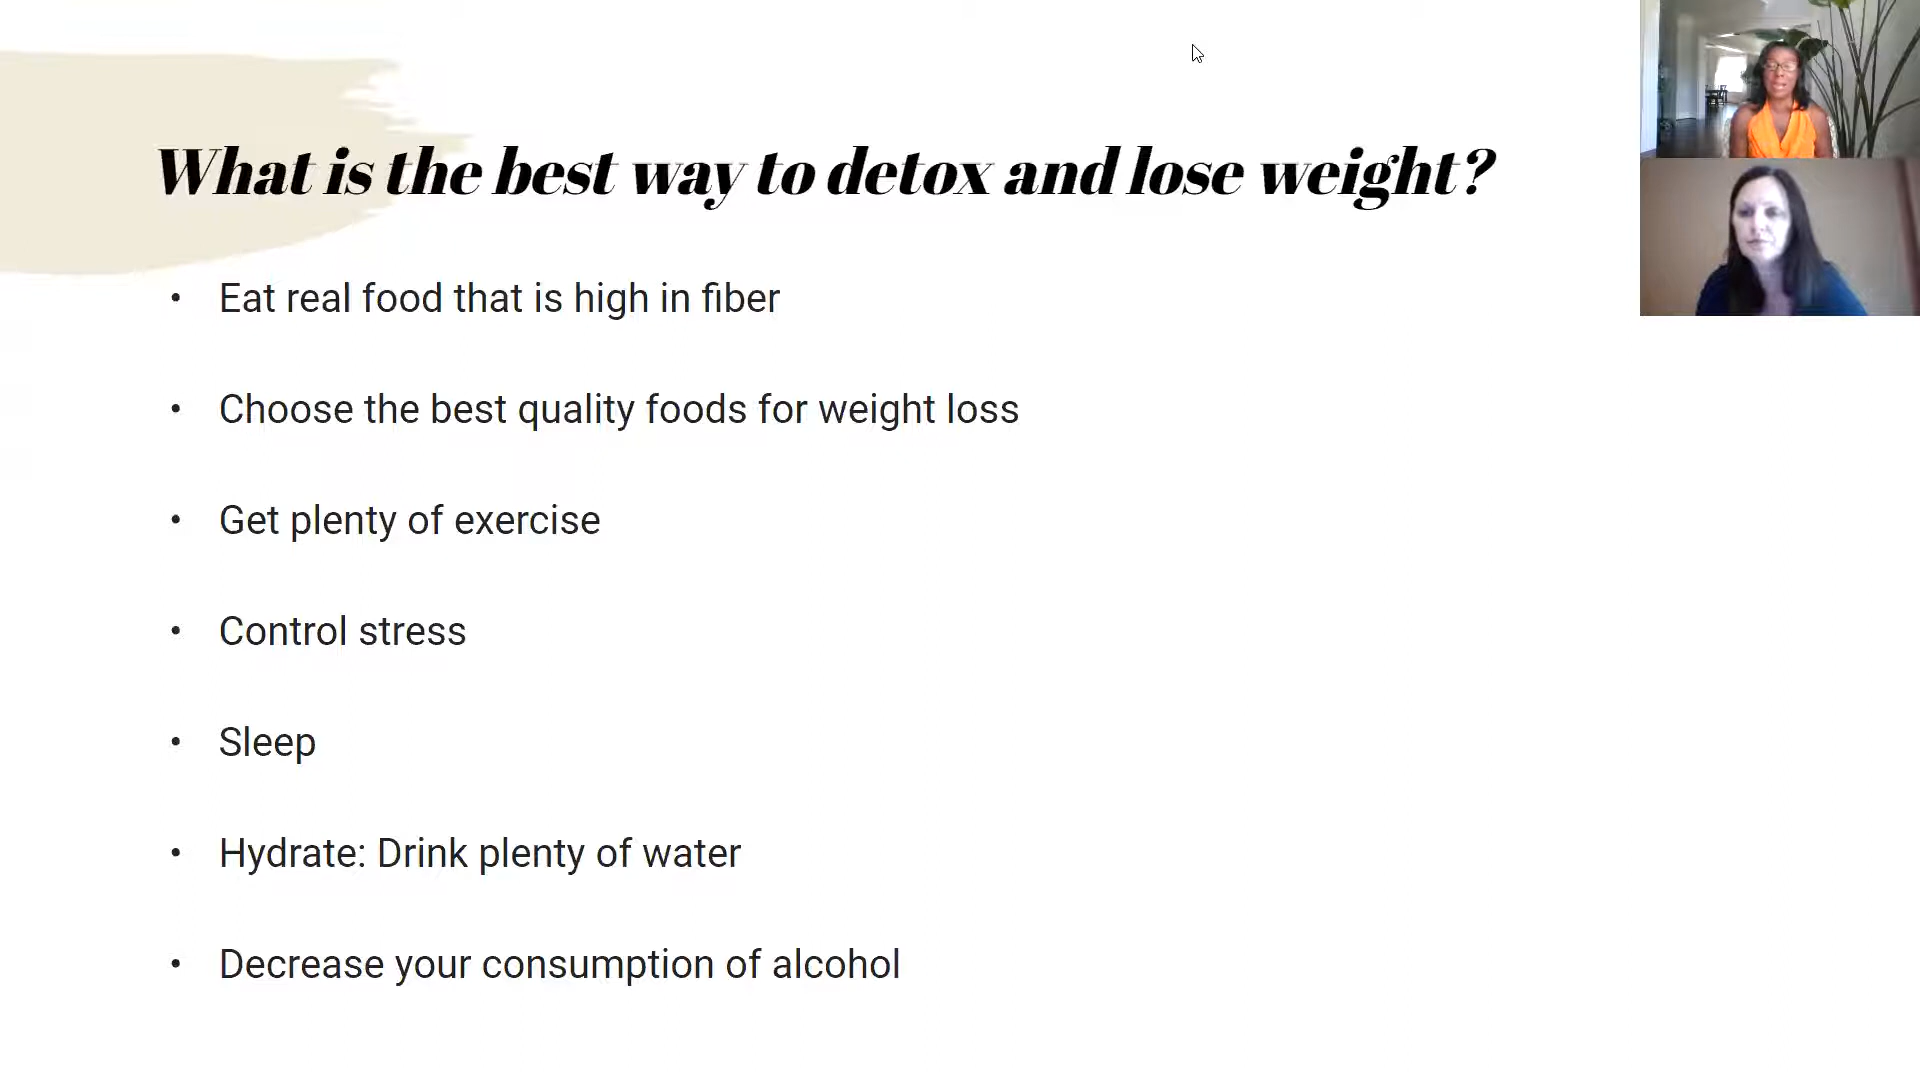 What is the best way to detox and lose weight?
• Eat real food that is high in fiber
• Choose the best quality foods for weight loss
• Get plenty of exercise
• Control stress
• Sleep
• Hydrate: Drink plenty of water
• Decrease your consumption of alcohol